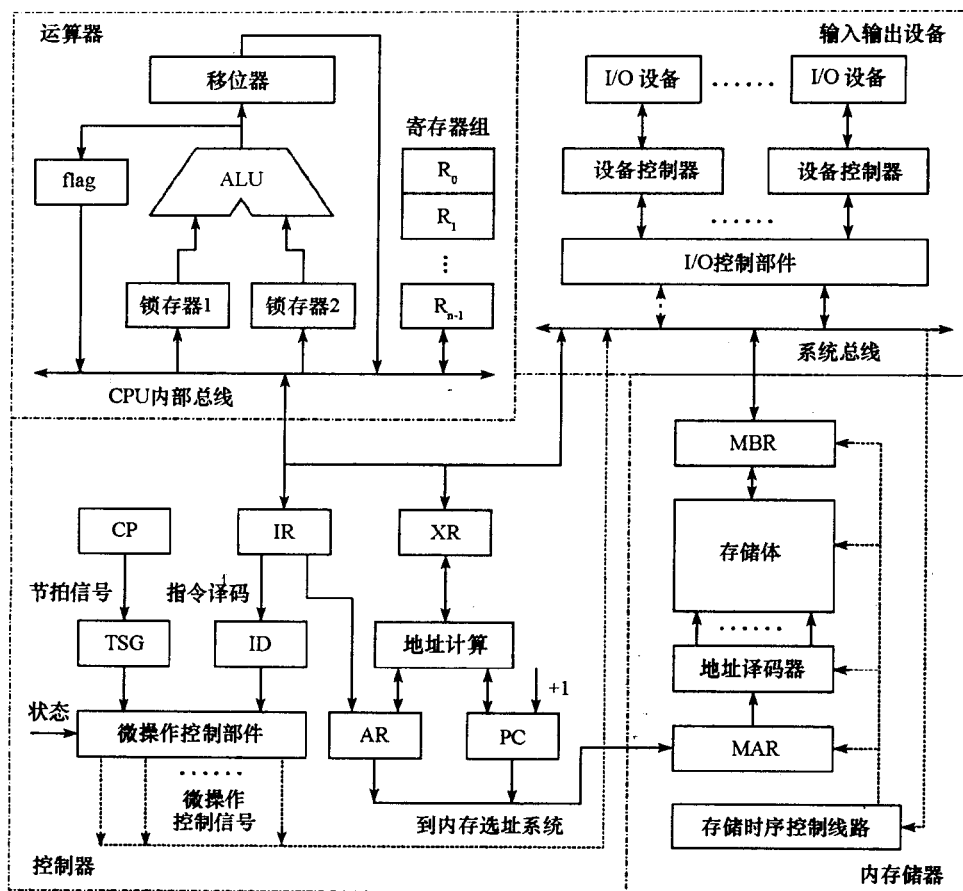 运算器
移位器
flag
ALU
锁存器1
锁存器2
寄存器组
R0
R1
⋮
Rn-1
CPU内部总线
输入输出设备
I/O 设备
......
I/O 设备
设备控制器
设备控制器
......
I/O控制部件
系统总线
CP
节拍信号
TSG
状态
微操作控制部件
......
微操作
控制信号
控制器
IR
指令译码
ID
XR
地址计算
+1
AR
PC
到内存选址系统
MBR
存储体
......
地址译码器
MAR
存储时序控制线路
内存储器